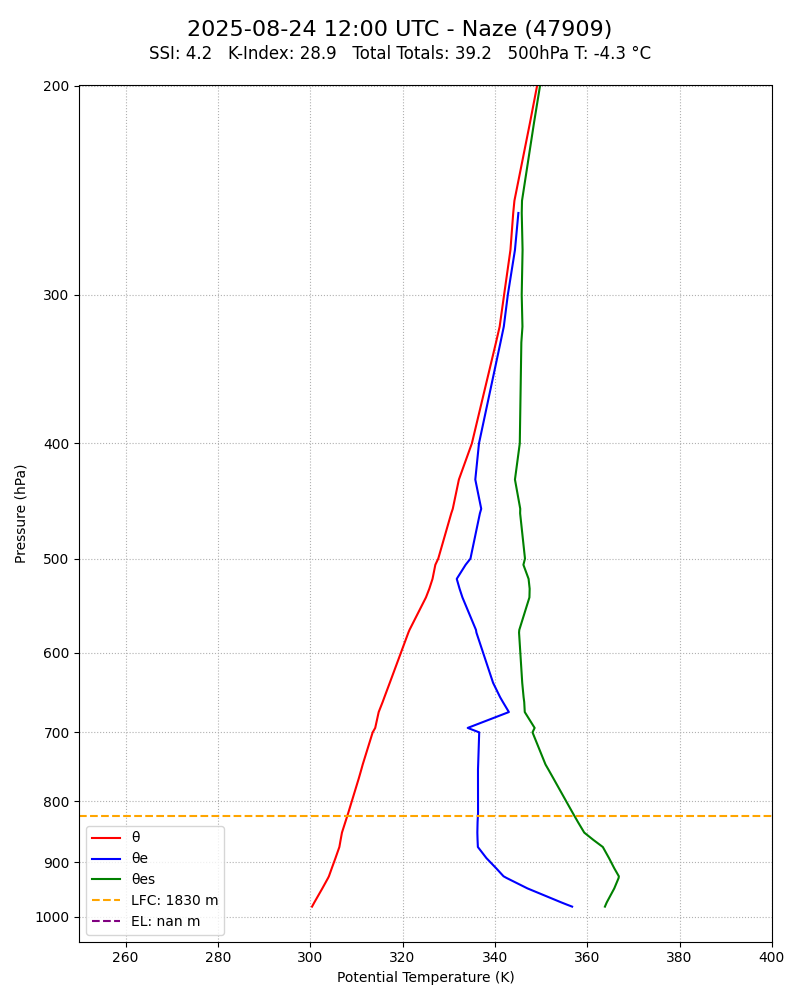 2025-08-24 12:00 UTC - Naze (47909)
SSI: 4.2   K-Index: 28.9   Total Totals: 39.2   500hPa T: -4.3 °C
200
300
400
500
600
700
800
900
1000
Pressure (hPa)
θ
θe
θes
LFC: 1830 m
EL: nan m
260
280
300
320
340
360
380
400
Potential Temperature (K)